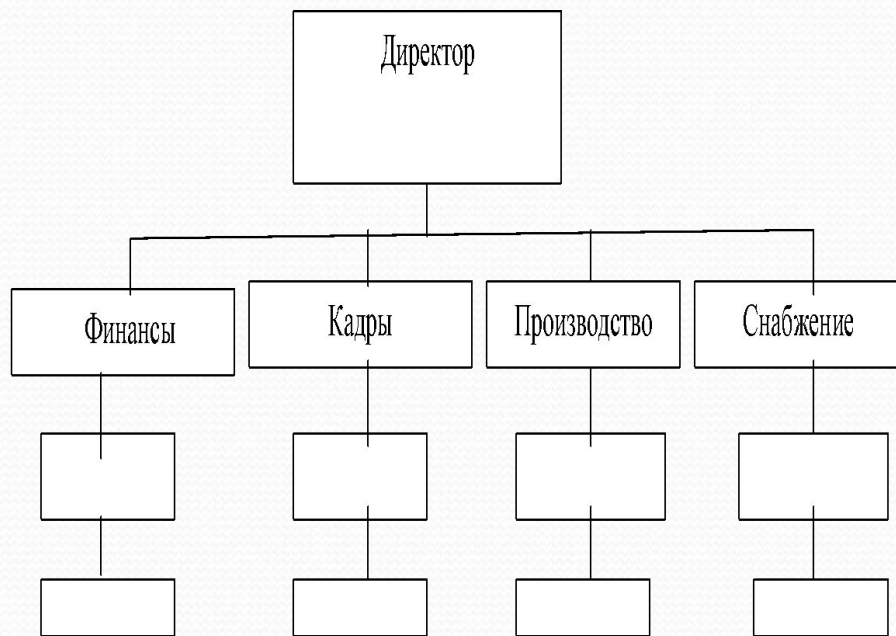 Директор
Финансы
Кадры
Производство
Снабжение